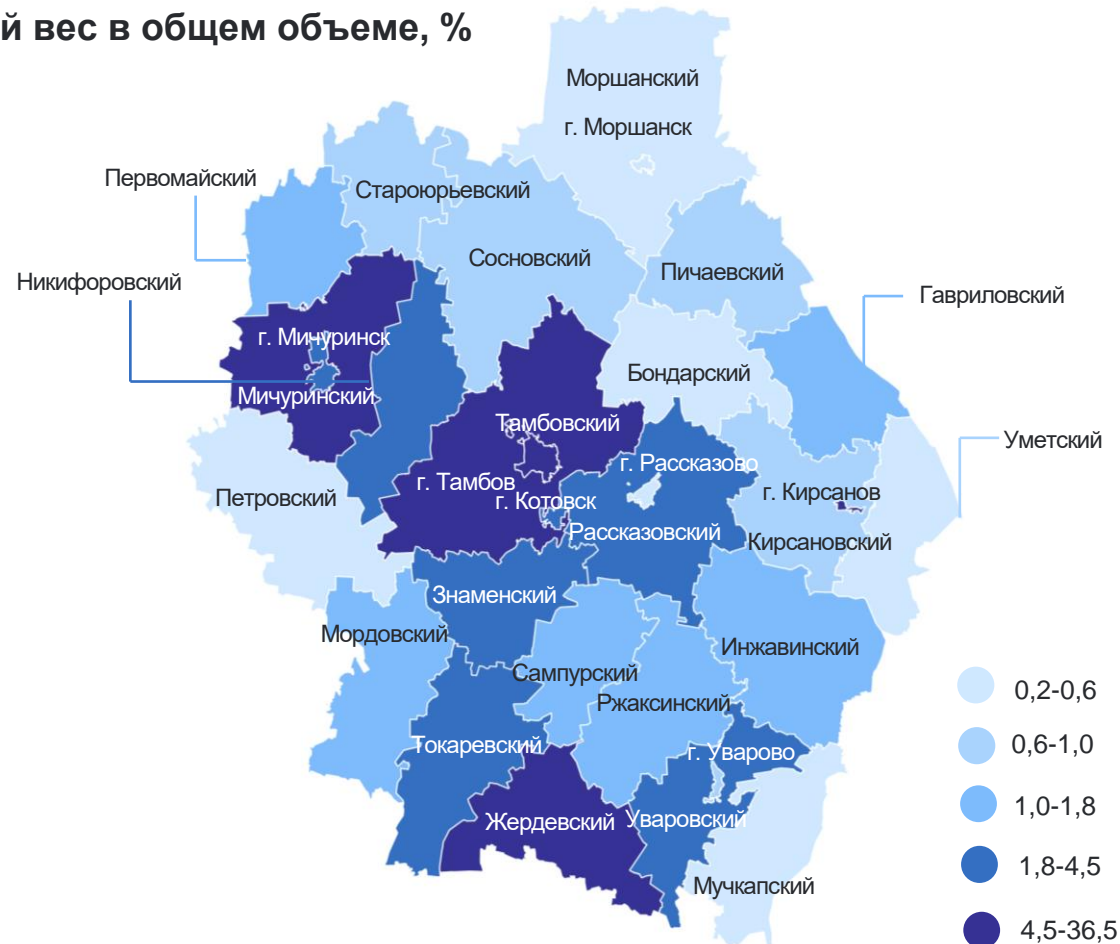 й вес в общем объеме, %
Моршанский
г. Моршанск
Первомайский
Староюрьевский
Сосновский
Пичаевский
Никифоровский
Гавриловский
г. Мичуринск
Бондарский
Мичуринский
Тамбовский
Уметский
г. Рассказово
г. Тамбов
г. Кирсанов
Петровский
г. Котовск
Рассказовский
Кирсановский
Знаменский
Мордовский
Инжавинский
Сампурский
Ржаксинский
0,2-0,6
Токаревский
0,6-1,0
г. Уварово
1,0-1,8
Жердевский
Уваровский
1,8-4,5
Мучкапский
4,5-36,5